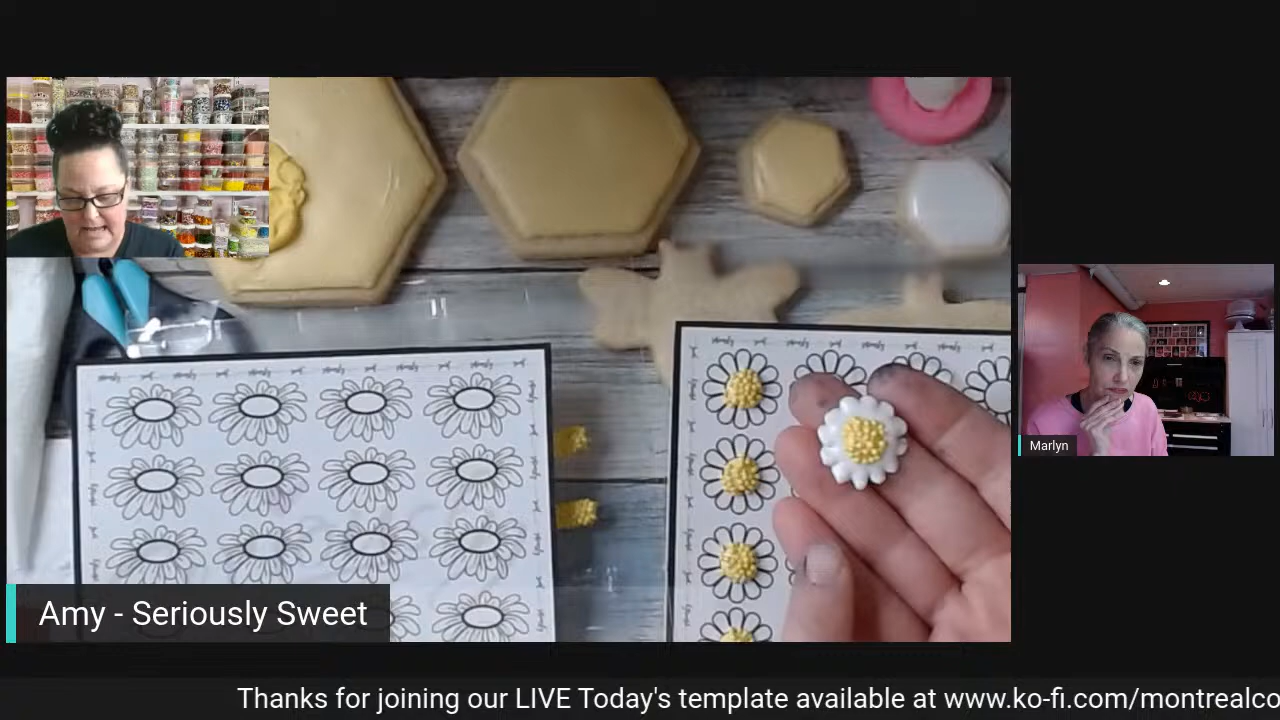 Amy - Seriously Sweet
Marlyn
Thanks for joining our LIVE Today's template available at www.ko-fi.com/montrealco